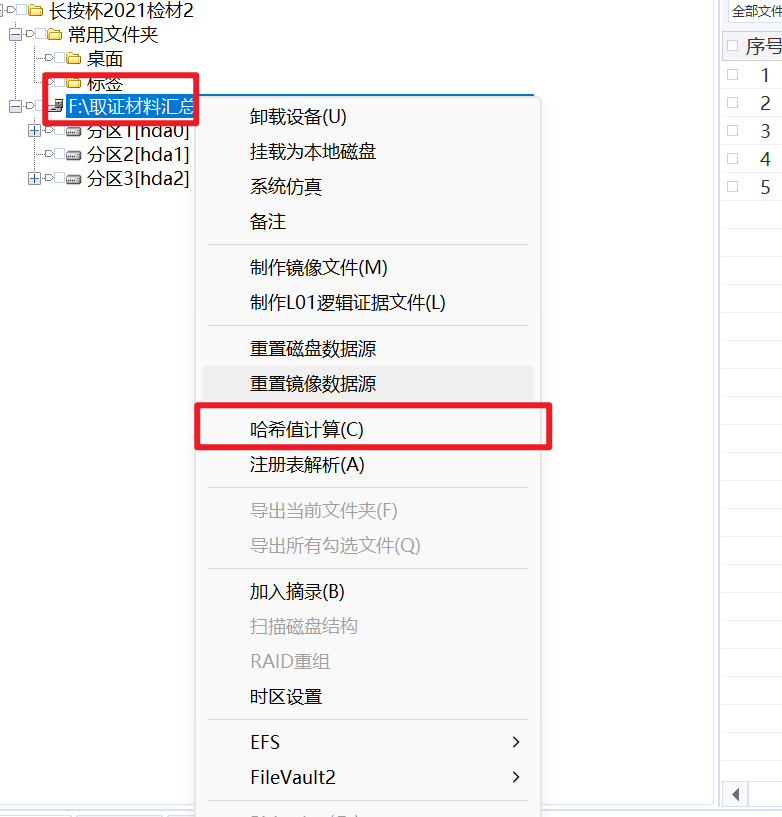 长按杯2021检材2
常用文件夹
桌面
标签
F:\取证材料汇总
分区1[hda0]
分区2[hda1]
分区3[hda2]
卸载设备(U)
挂载为本地磁盘
系统仿真
备注
制作镜像文件(M)
制作L01逻辑证据文件(L)
重置磁盘数据源
重置镜像数据源
哈希值计算(C)
注册表解析(A)
导出当前文件夹(F)
导出所有勾选文件(Q)
加入摘录(B)
扫描磁盘结构
RAID重组
时区设置
EFS
FileVault2
全部文件
序号
1
2
3
4
5